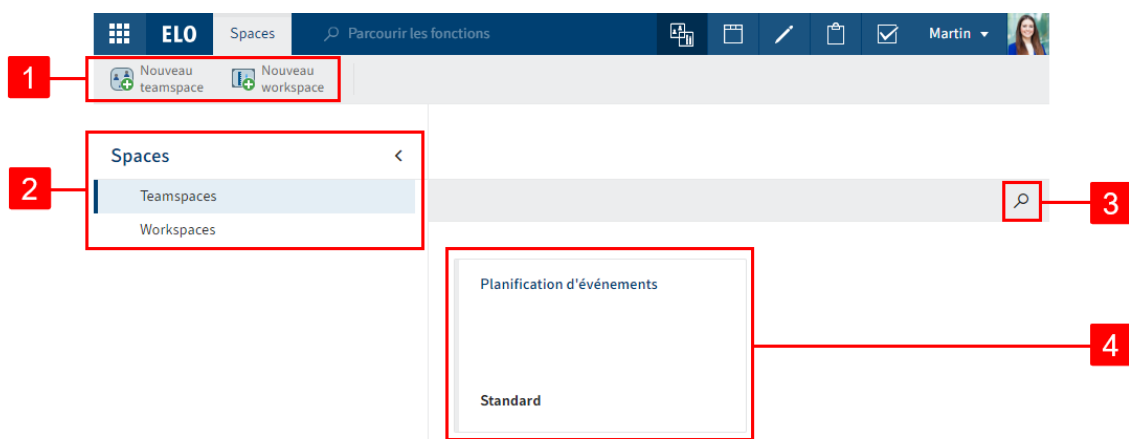 ELO Spaces Parcourir les fonctions Martin
1
Nouveau
teamspace
Nouveau
workspace
Spaces
2
Teamspaces
3
Workspaces
Planification d'événements
4
Standard